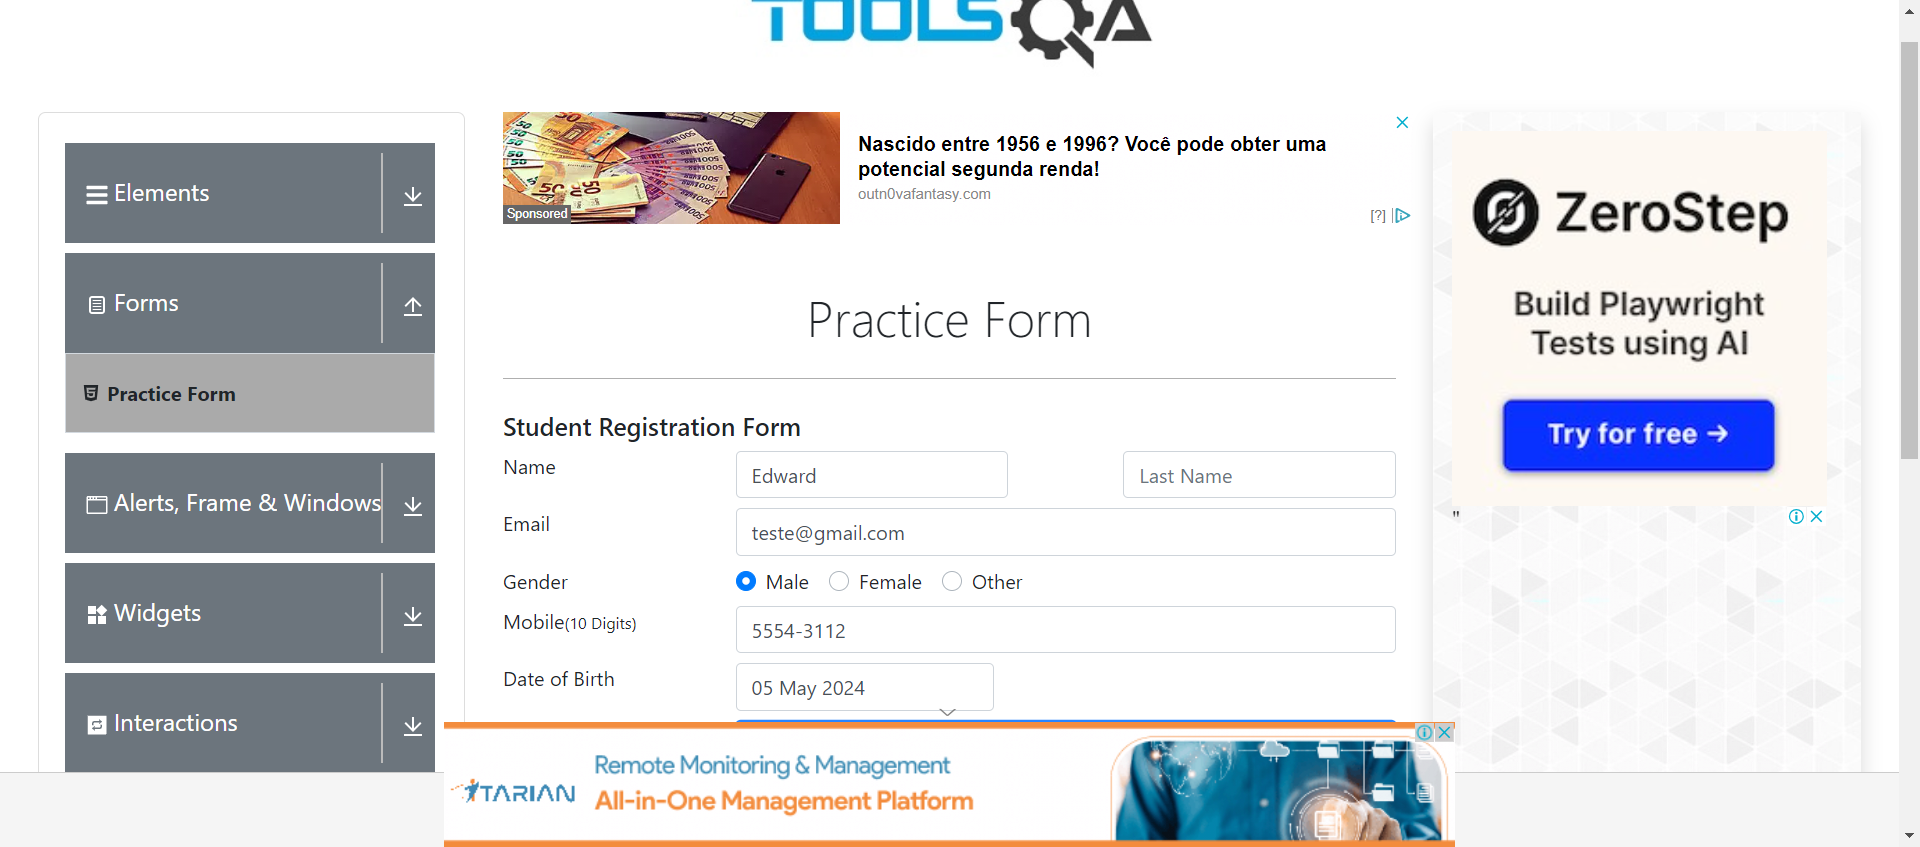 TOOLSQA
Elements
Forms
Practice Form
Alerts, Frame & Windows
Widgets
Interactions
Sponsored
Nascido entre 1956 e 1996? Você pode obter uma
potencial segunda renda!
outn0vafantasy.com
[?]
Practice Form
Student Registration Form
Name
Edward
Last Name
Email
teste@gmail.com
Gender
Male
Female
Other
Mobile(10 Digits)
5554-3112
Date of Birth
05 May 2024
ZeroStep
Build Playwright
Tests using AI
Try for free →
"
ITARIAN
Remote Monitoring & Management
All-in-One Management Platform